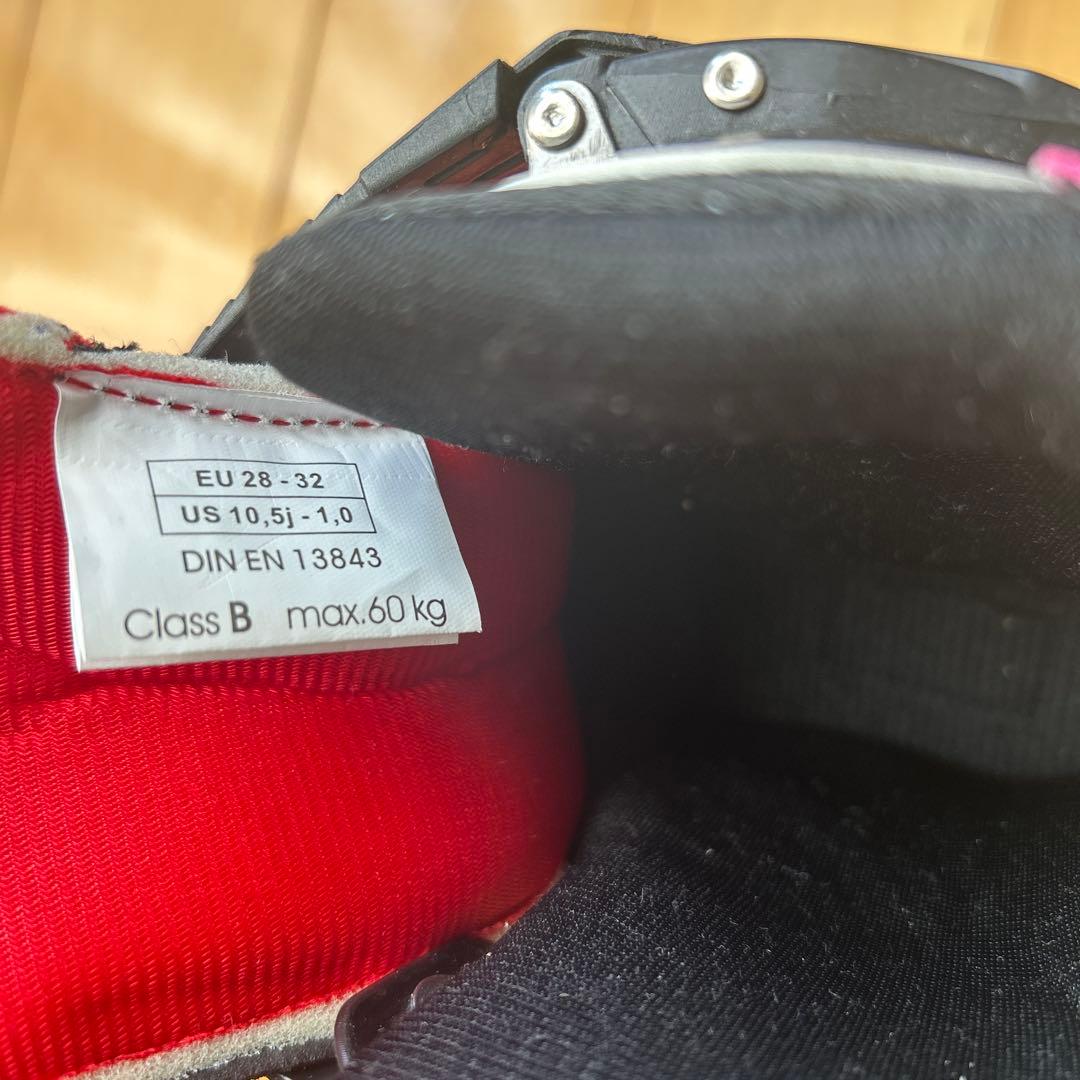 EU 28 - 32
US 10,5j - 1,0
DIN EN 13843
Class B max.60 kg